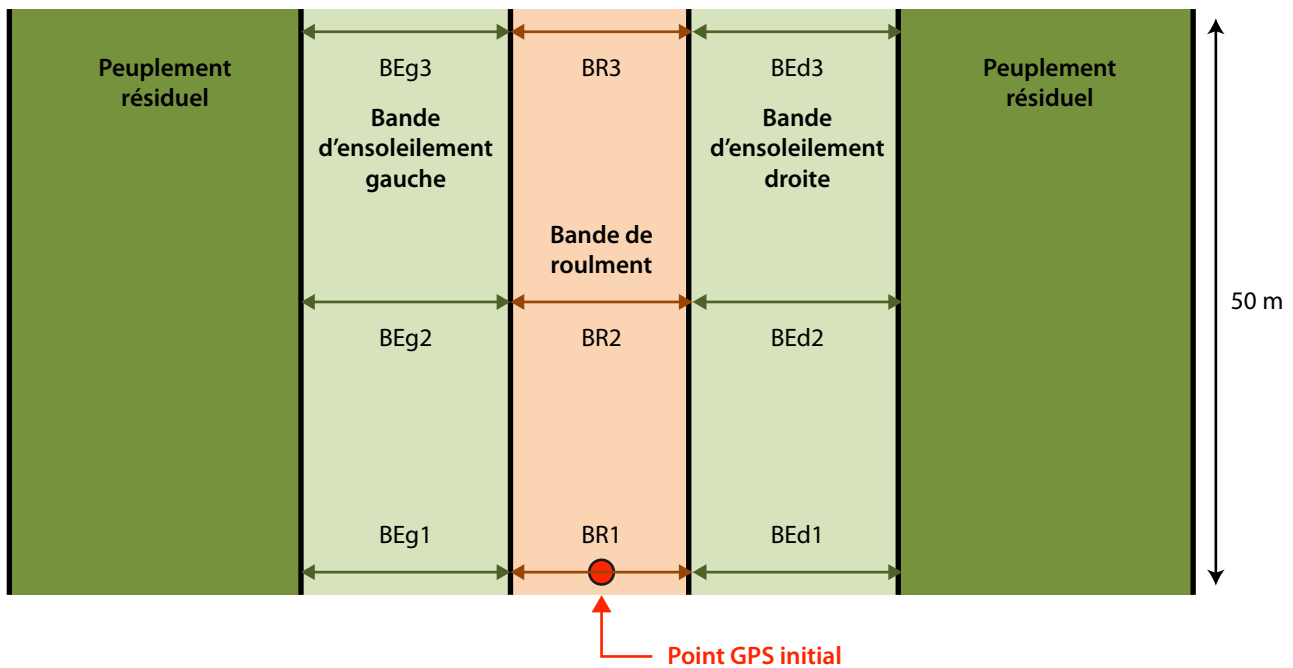 Peuplement
résiduel
BEg3
BR3
BEd3
Peuplement
résiduel
Bande
d'ensoleilement
gauche
Bande
d'ensoleilement
droite
Bande de
roulment
50 m
BEg2
BR2
BEd2
BEg1
BR1
BEd1
Point GPS initial